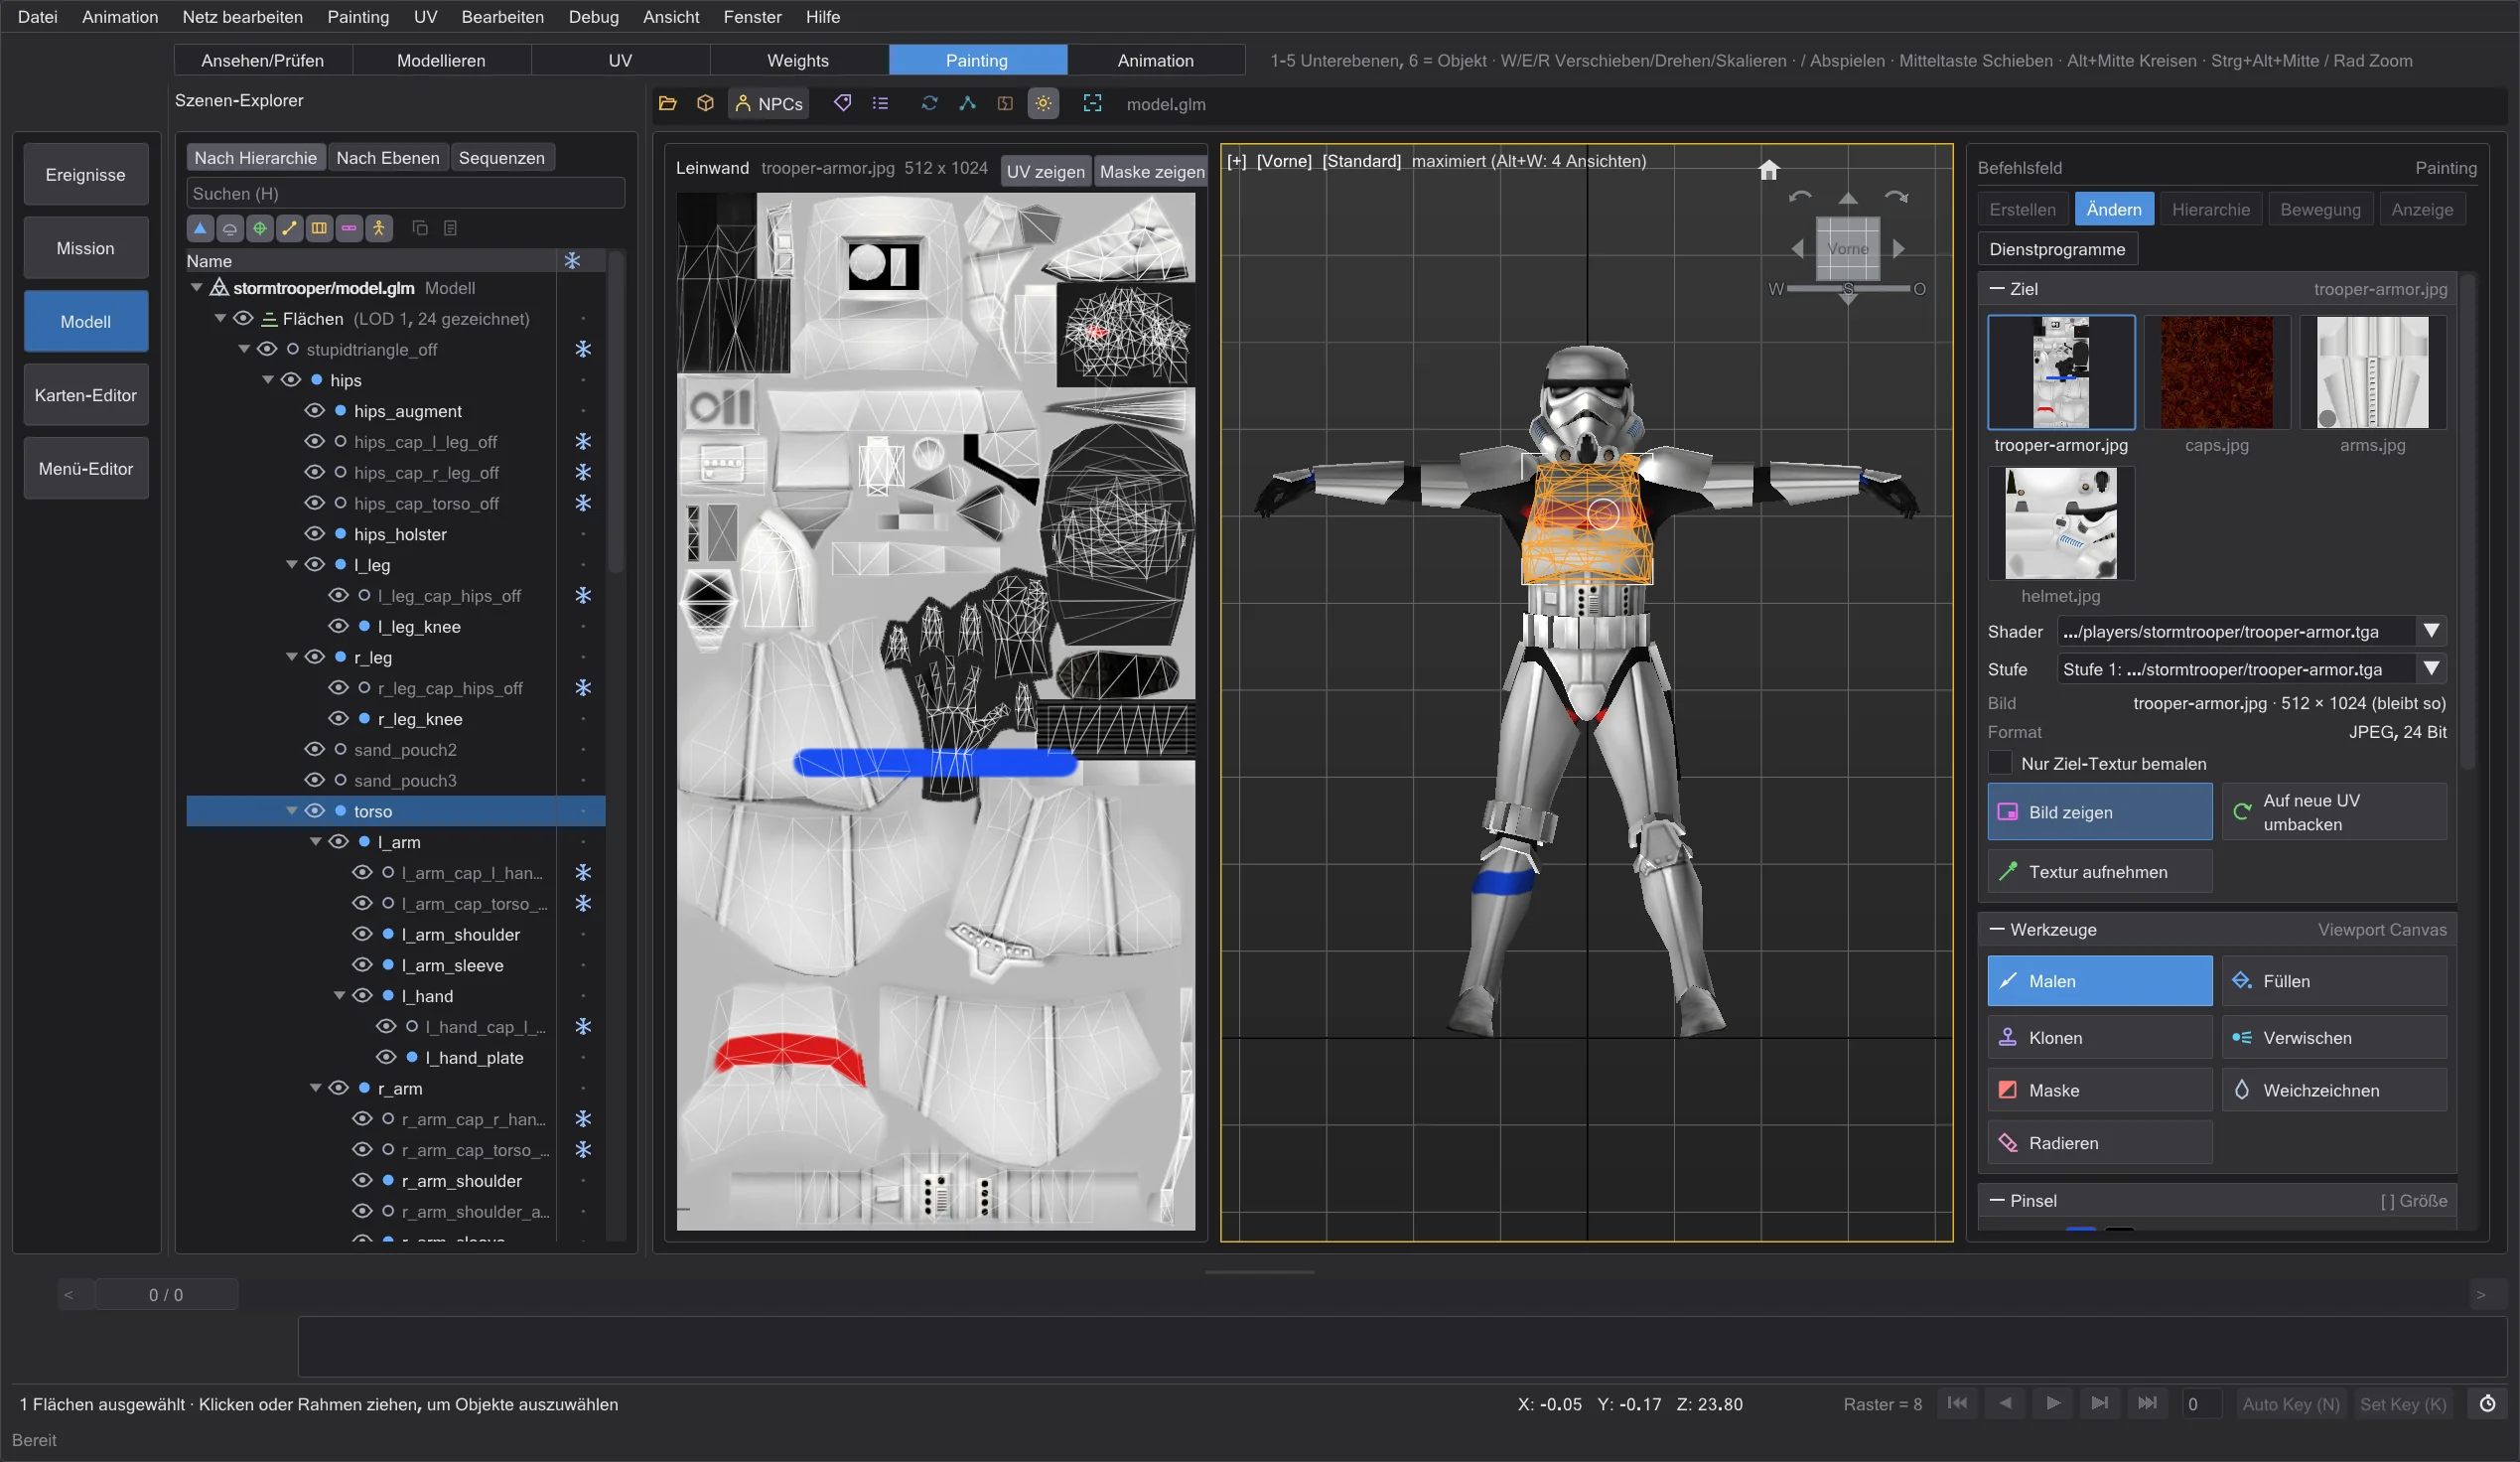 Datei Animation Netz bearbeiten Painting UV Bearbeiten Debug Ansicht Fenster Hilfe
Ansehen/Prüfen Modellieren UV Weights Painting Animation 1-5 Unterebenen, 6 = Objekt · W/E/R Verschieben/Drehen/Skalieren · / Abspielen · Mitteltaste Schieben · Alt+Mitte Kreisen · Strg+Alt+Mitte / Rad Zoom
Szenen-Explorer
NPCs model.glm
Ereignisse
Mission
Modell
Karten-Editor
Menü-Editor
Nach Hierarchie Nach Ebenen Sequenzen
Suchen (H)
Name
stormtrooper/model.glm Modell
Flächen (LOD 1, 24 gezeichnet)
stupidtriangle_off
hips
hips_augment
hips_cap_l_leg_off
hips_cap_r_leg_off
hips_cap_torso_off
hips_holster
l_leg
l_leg_cap_hips_off
l_leg_knee
r_leg
r_leg_cap_hips_off
r_leg_knee
sand_pouch2
sand_pouch3
torso
l_arm
l_arm_cap_l_han...
l_arm_cap_torso_...
l_arm_shoulder
l_arm_sleeve
l_hand
l_hand_cap_l_...
l_hand_plate
r_arm
r_arm_cap_r_han...
r_arm_cap_torso_...
r_arm_shoulder
r_arm_shoulder_a...
r_arm_sleeve
Leinwand trooper-armor.jpg 512 x 1024 UV zeigen Maske zeigen
[+] [Vorne] [Standard] maximiert (Alt+W: 4 Ansichten)
Vorne
W S O
Befehlsfeld Painting
Erstellen Ändern Hierarchie Bewegung Anzeige
Dienstprogramme
Ziel trooper-armor.jpg
trooper-armor.jpg caps.jpg arms.jpg
helmet.jpg
Shader .../players/stormtrooper/trooper-armor.tga
Stufe Stufe 1: .../stormtrooper/trooper-armor.tga
Bild trooper-armor.jpg · 512 × 1024 (bleibt so)
Format JPEG, 24 Bit
Nur Ziel-Textur bemalen
Bild zeigen Auf neue UV
umbacken
Textur aufnehmen
Werkzeuge Viewport Canvas
Malen Füllen
Klonen Verwischen
Maske Weichzeichnen
Radieren
Pinsel [ ] Größe
< 0 / 0 >
1 Flächen ausgewählt · Klicken oder Rahmen ziehen, um Objekte auszuwählen X: -0.05 Y: -0.17 Z: 23.80 Raster = 8 0 Auto Key (N) Set Key (K)
Bereit